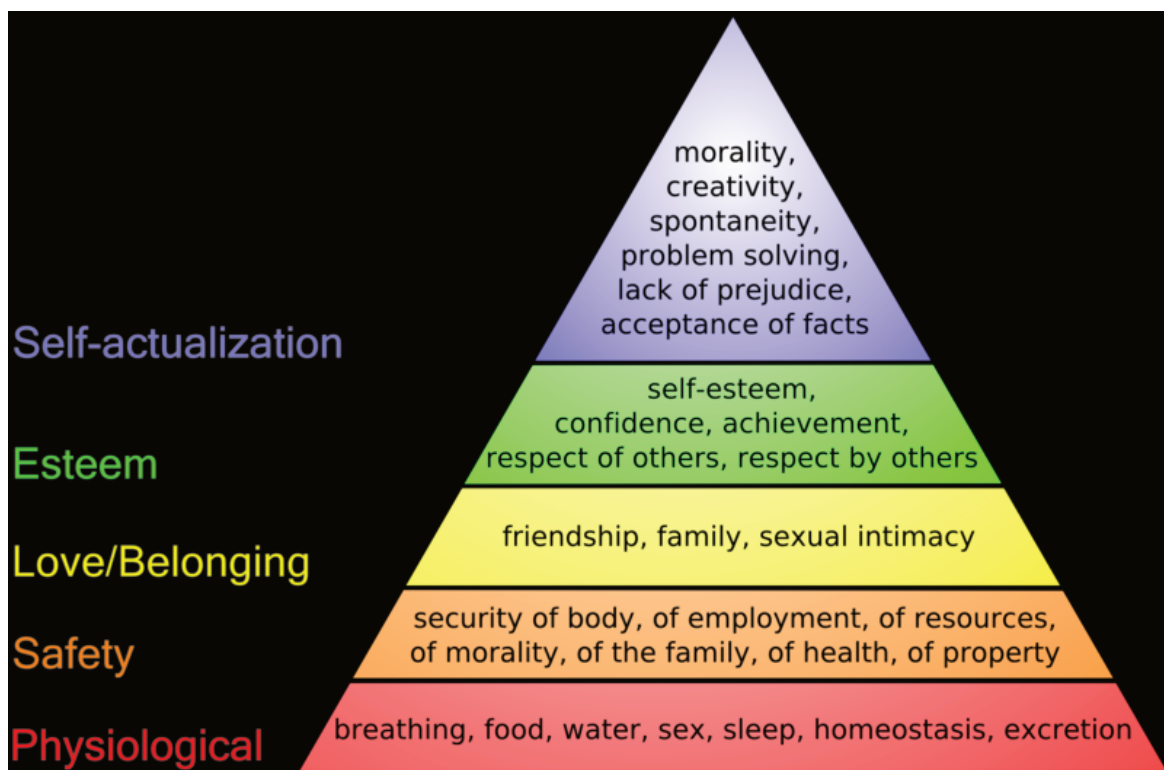 morality,
creativity,
spontaneity,
problem solving,
lack of prejudice,
acceptance of facts
Self-actualization
self-esteem,
confidence, achievement,
respect of others, respect by others
Esteem
friendship, family, sexual intimacy
Love/Belonging
security of body, of employment, of resources,
of morality, of the family, of health, of property
Safety
breathing, food, water, sex, sleep, homeostasis, excretion
Physiological